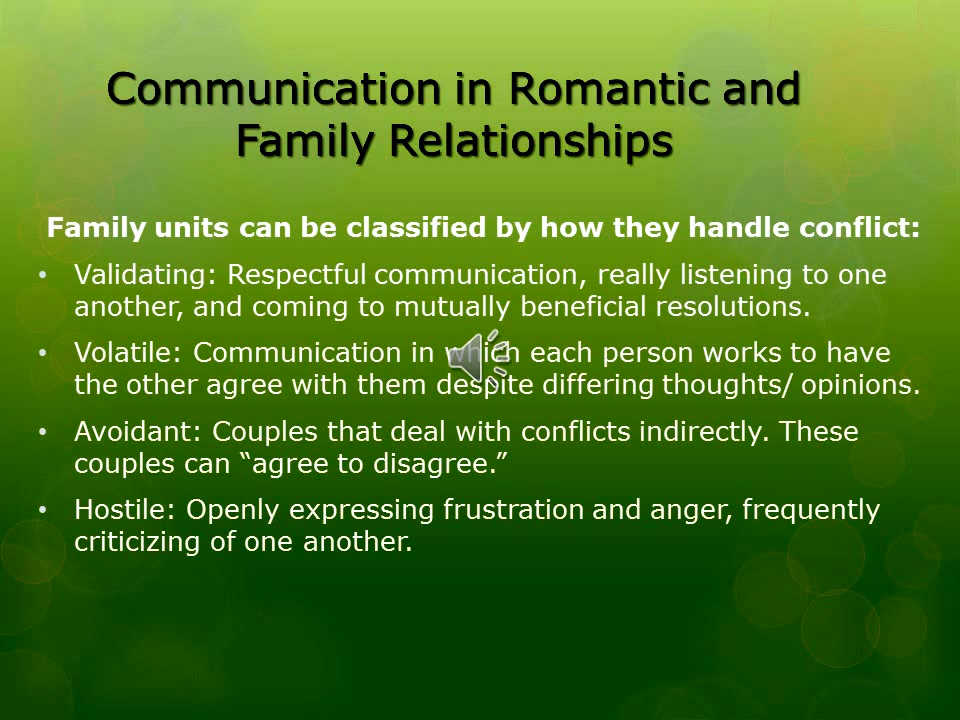 Communication in Romantic and
Family Relationships
Family units can be classified by how they handle conflict:
• Validating: Respectful communication, really listening to one
another, and coming to mutually beneficial resolutions.
• Volatile: Communication in which each person works to have
the other agree with them despite differing thoughts/ opinions.
• Avoidant: Couples that deal with conflicts indirectly. These
couples can “agree to disagree.”
• Hostile: Openly expressing frustration and anger, frequently
criticizing of one another.